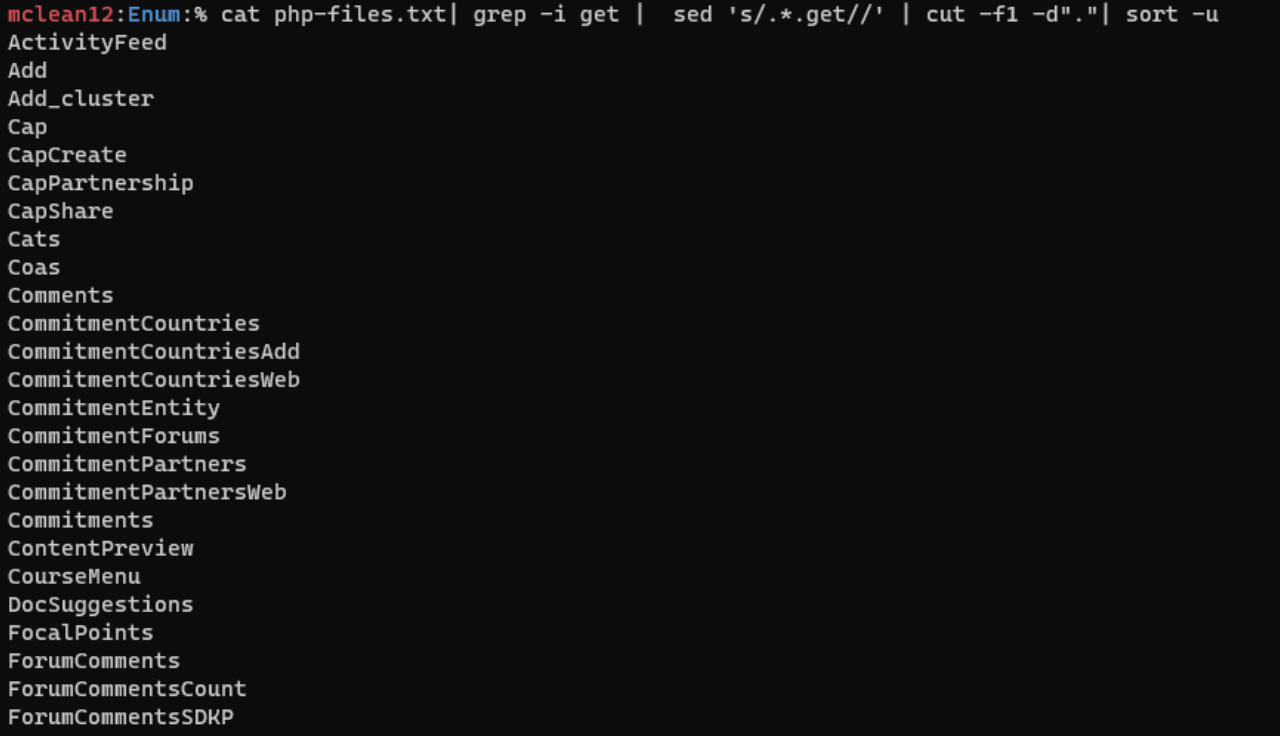 mclean12:Enum:% cat php-files.txt| grep -i get |  sed 's/.*.get//' | cut -f1 -d"."| sort -u
ActivityFeed
Add
Add_cluster
Cap
CapCreate
CapPartnership
CapShare
Cats
Coas
Comments
CommitmentCountries
CommitmentCountriesAdd
CommitmentCountriesWeb
CommitmentEntity
CommitmentForums
CommitmentPartners
CommitmentPartnersWeb
Commitments
ContentPreview
CourseMenu
DocSuggestions
FocalPoints
ForumComments
ForumCommentsCount
ForumCommentsSDKP